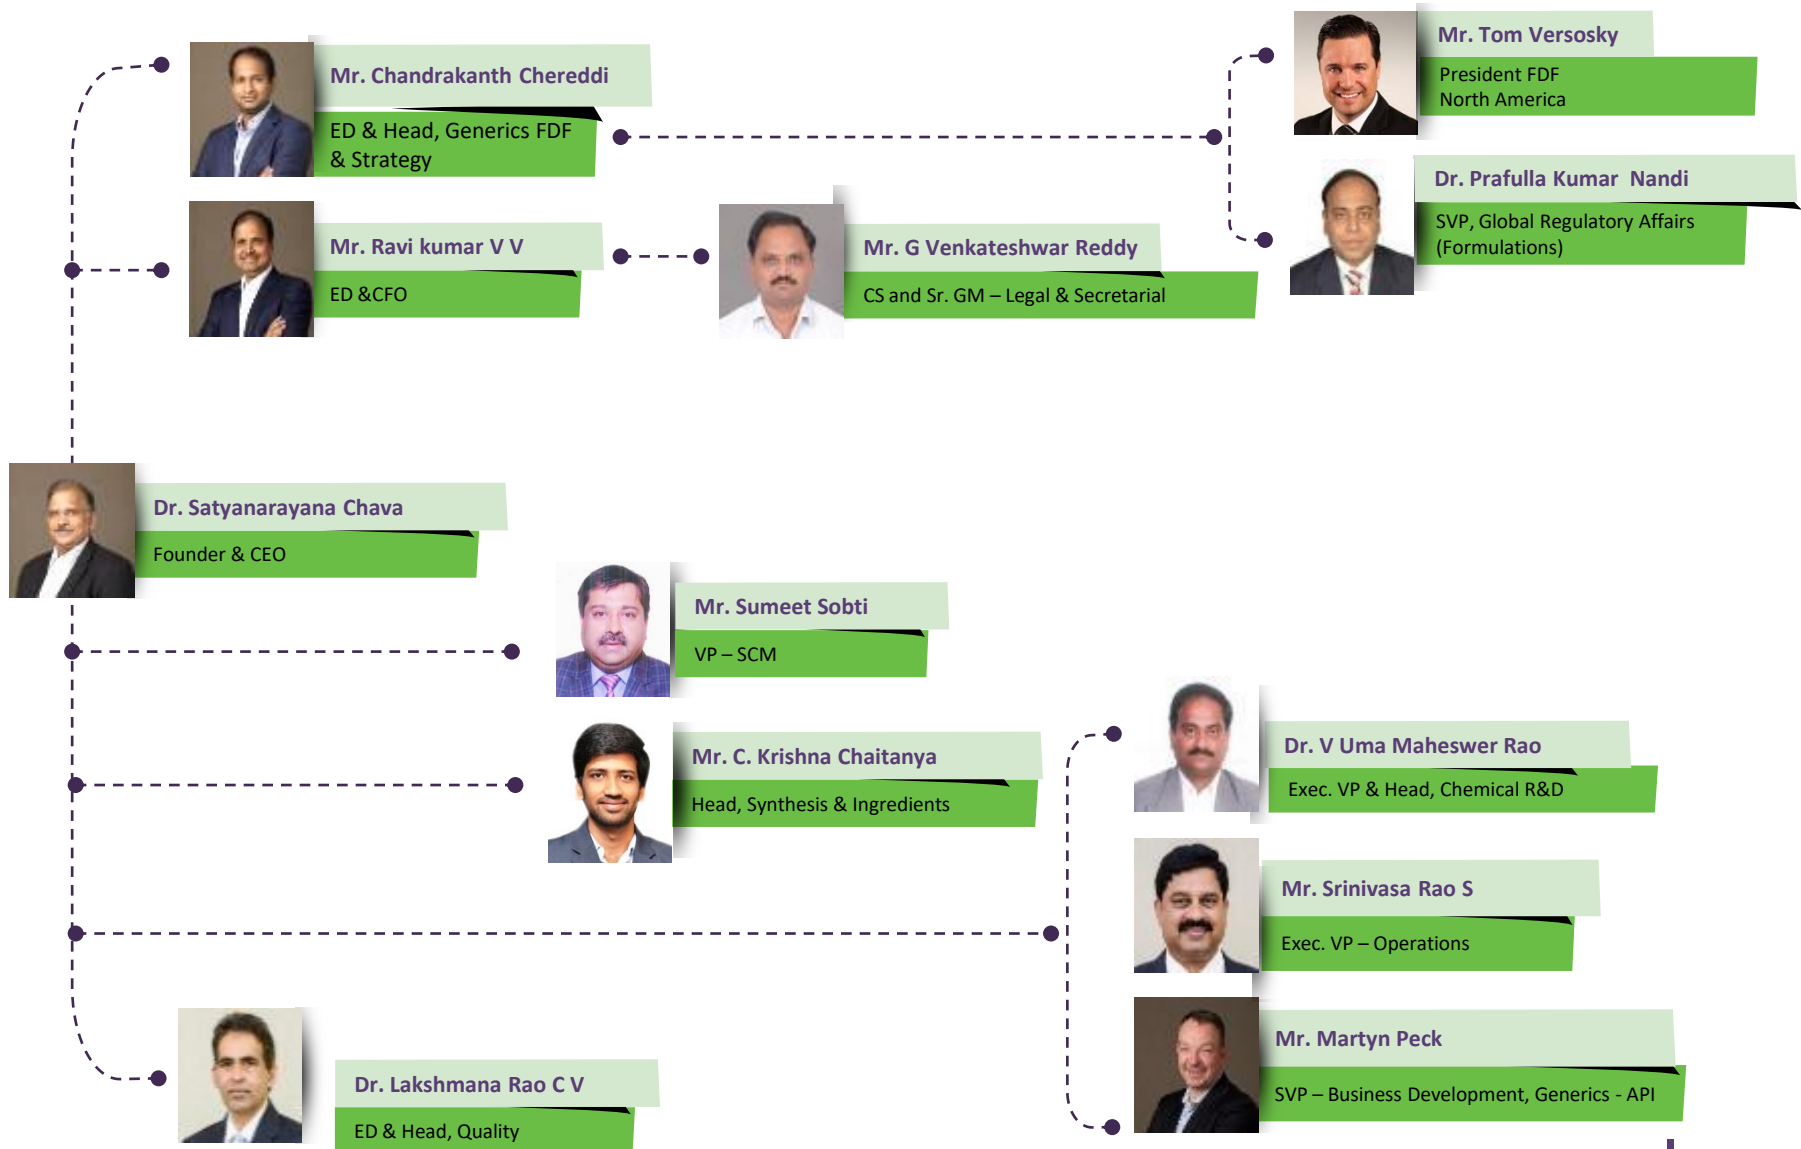 Mr. Chandrakanth Chereddi
ED & Head, Generics FDF
& Strategy
Mr. Tom Versosky
President FDF
North America
Dr. Prafulla Kumar Nandi
SVP, Global Regulatory Affairs
(Formulations)
Mr. Ravi kumar V V
ED &CFO
Mr. G Venkateshwar Reddy
CS and Sr. GM – Legal & Secretarial
Dr. Satyanarayana Chava
Founder & CEO
Mr. Sumeet Sobti
VP – SCM
Mr. C. Krishna Chaitanya
Head, Synthesis & Ingredients
Dr. V Uma Maheswer Rao
Exec. VP & Head, Chemical R&D
Mr. Srinivasa Rao S
Exec. VP – Operations
Mr. Martyn Peck
SVP – Business Development, Generics - API
Dr. Lakshmana Rao C V
ED & Head, Quality